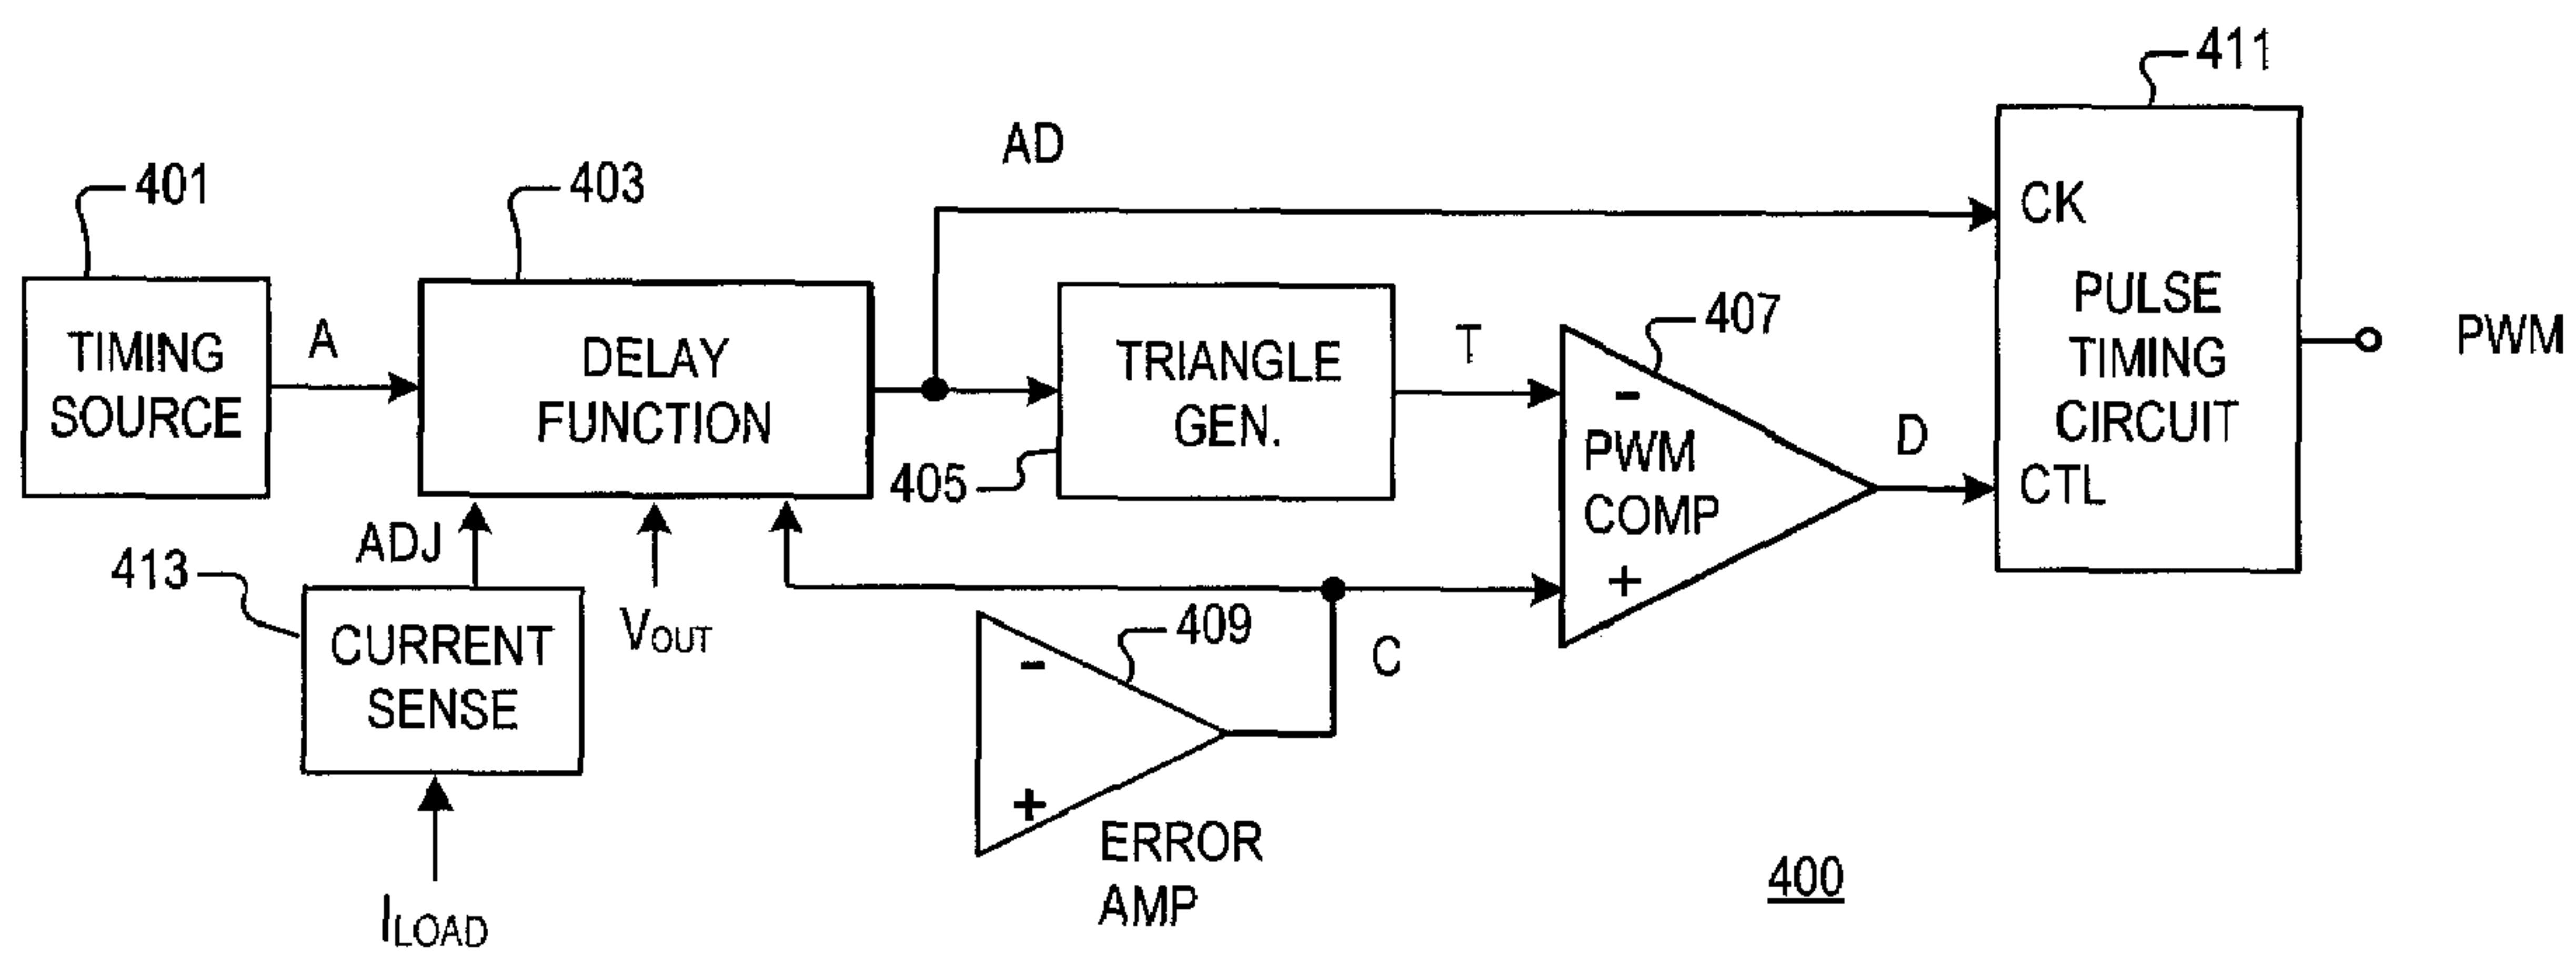 411
AD
401
403
CK
TIMING
SOURCE
A
DELAY
FUNCTION
TRIANGLE
GEN.
405
T
407
-
PWM
COMP
+
D
PULSE
TIMING
CIRCUIT
CTL
PWM
ADJ
413
CURRENT
SENSE
VOUT
409
-
+
C
ERROR
AMP
ILOAD
400